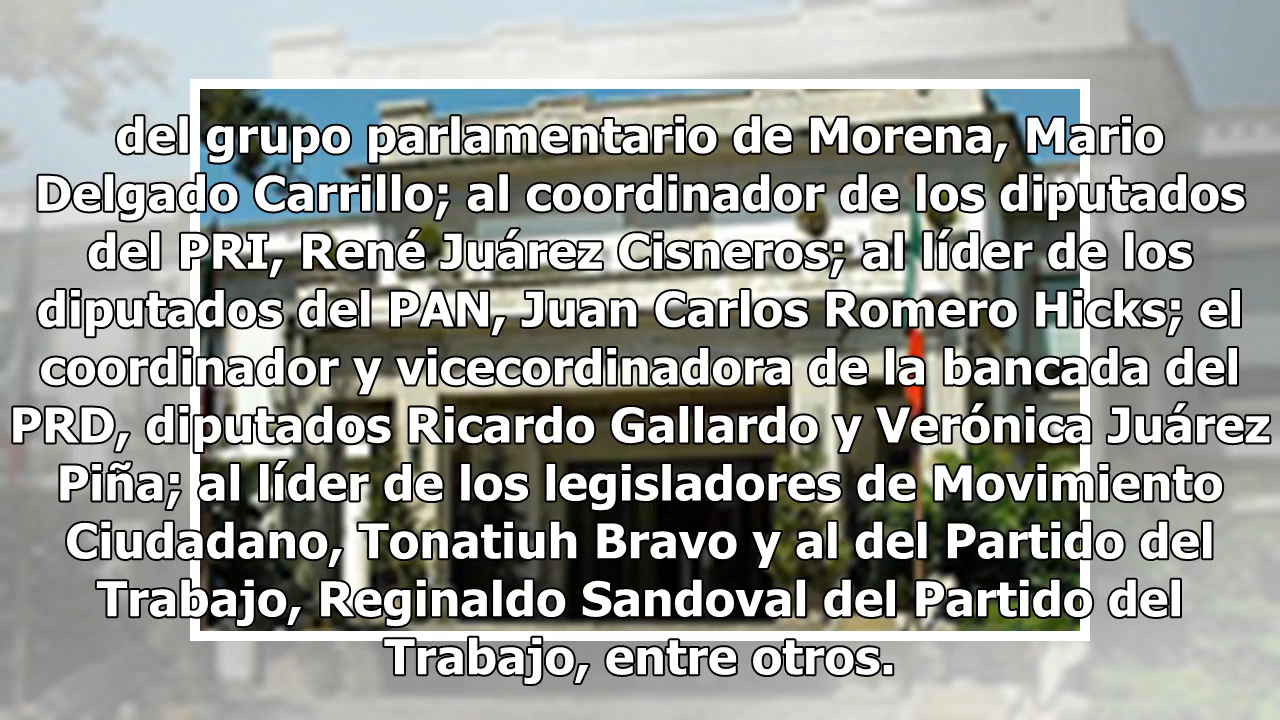 del grupo parlamentario de Morena, Mario
Delgado Carrillo; al coordinador de los diputados
del PRI, René Juárez Cisneros; al líder de los
diputados del PAN, Juan Carlos Romero Hicks; el
coordinador y vicecordinadora de la bancada del
PRD, diputados Ricardo Gallardo y Verónica Juárez
Piña; al líder de los legisladores de Movimiento
Ciudadano, Tonatiuh Bravo y al del Partido del
Trabajo, Reginaldo Sandoval del Partido del
Trabajo, entre otros.